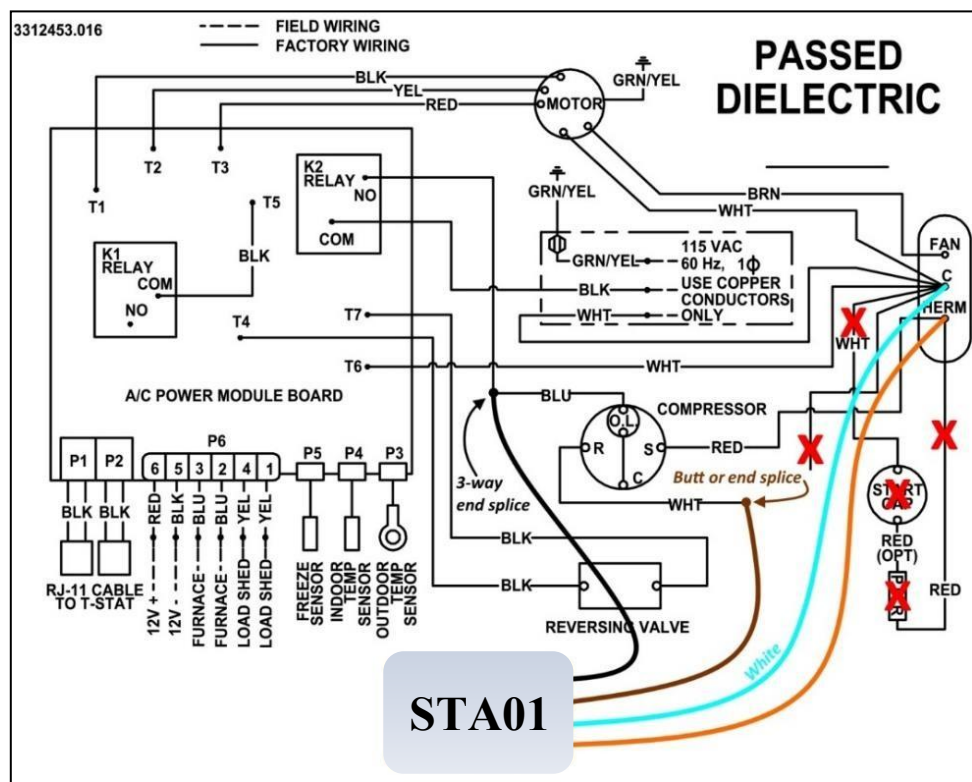 3312453.016
FIELD WIRING
FACTORY WIRING
PASSED
DIELECTRIC
BLK
YEL
RED
MOTOR
GRN/YEL
T1
T2
T3
K2
RELAY
NO
COM
T5
BLK
K1
RELAY
COM
NO
GRN/YEL
BRN
WHT
FAN
C
HERM
GRN/YEL
BLK
WHT
115 VAC
60 Hz, 1ϕ
USE COPPER
CONDUCTORS
ONLY
WHT
T4
T7
T6
WHT
A/C POWER MODULE BOARD
BLU
COMPRESSOR
O.L.
R
S
C
RED
WHT
3-way
end splice
Butt or end splice
START
CAP
RED
(OPT)
RED
P1
P2
P6
6 5 3 2 4 1
P5
P4
P3
BLK
BLK
RJ-11 CABLE
TO T-STAT
12V + RED
12V - BLK
FURNACE BLU
FURNACE BLU
LOAD SHED YEL
LOAD SHED YEL
FREEZE
SENSOR
INDOOR
TEMP
SENSOR
OUTDOOR
TEMP
SENSOR
BLK
BLK
REVERSING VALVE
White
STA01